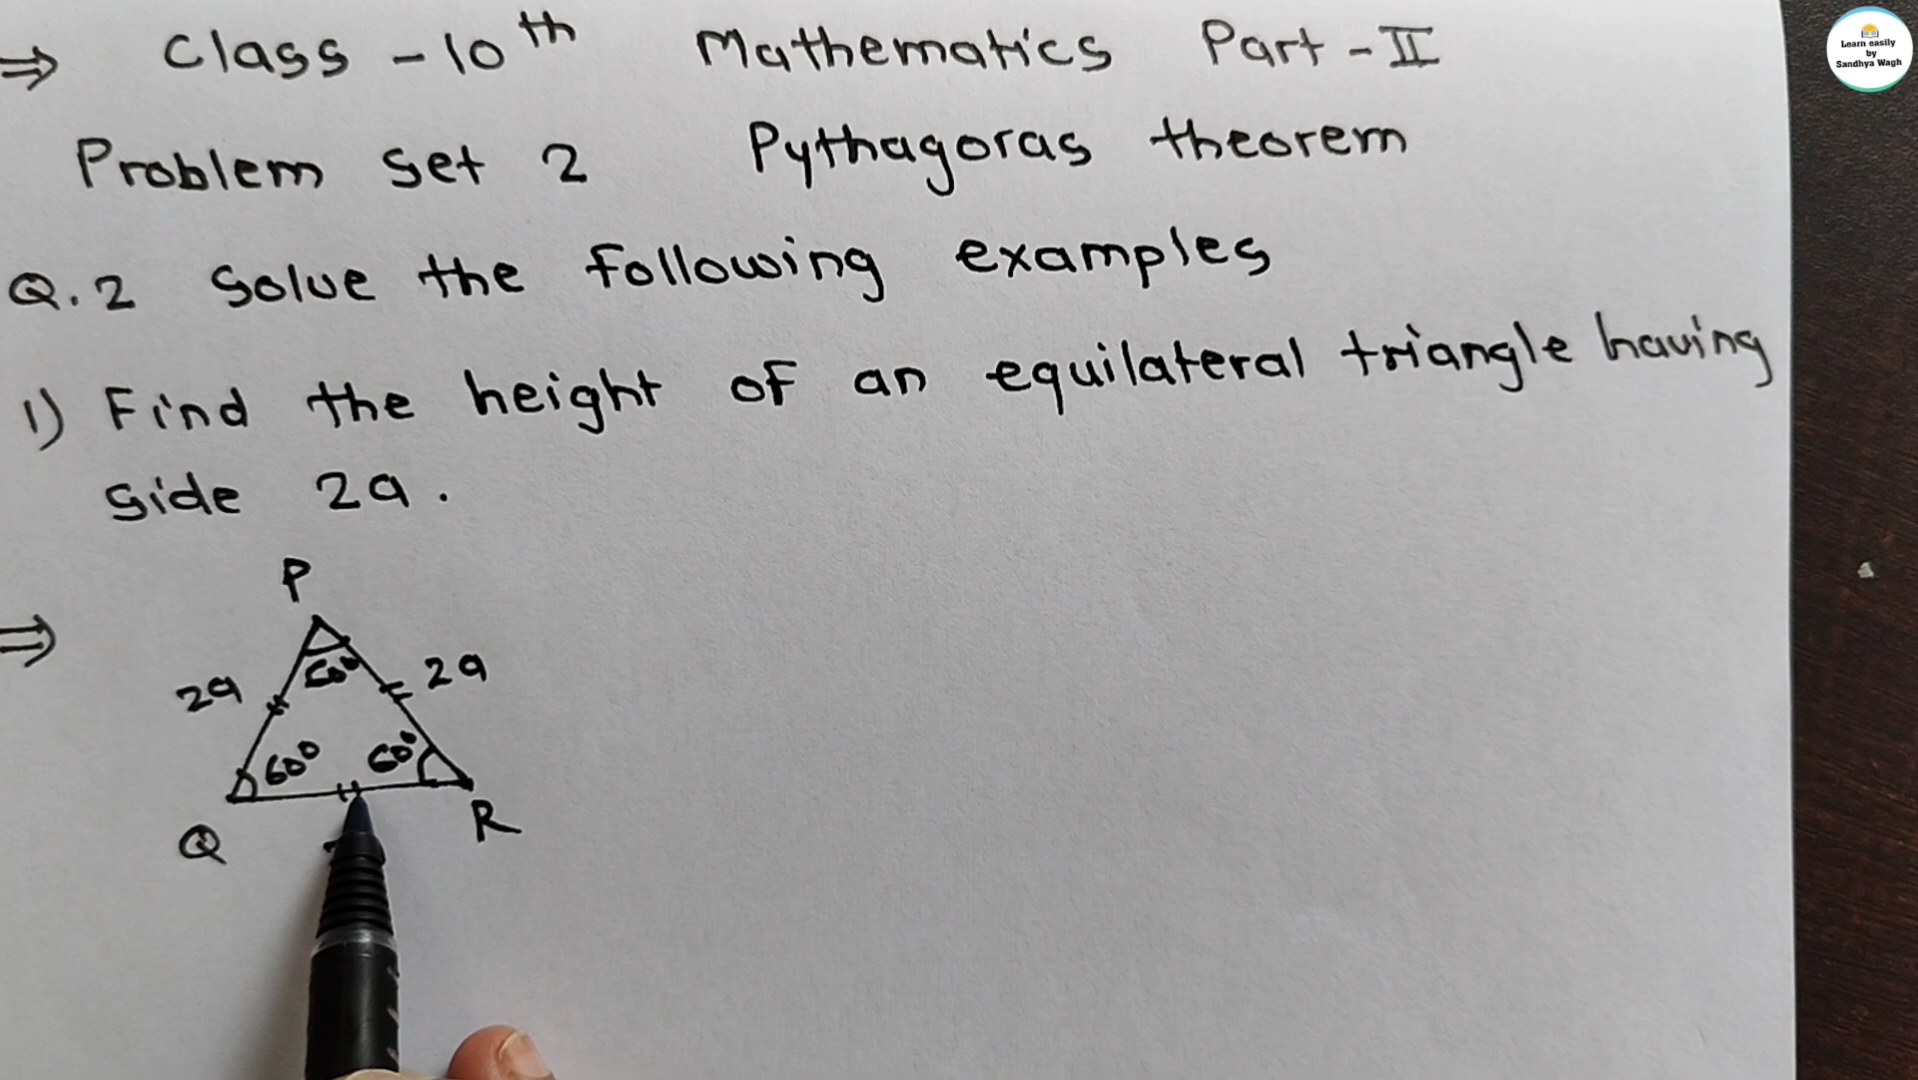 ⇒ Class - 10th Mathematics Part - II
Learn easily
by
Sandhya Wagh
Problem set 2 Pythagoras theorem
Q.2 Solve the following examples
1) Find the height of an equilateral triangle having
side 2a.
⇒
P
60°
2a 2a
60° 60°
Q R